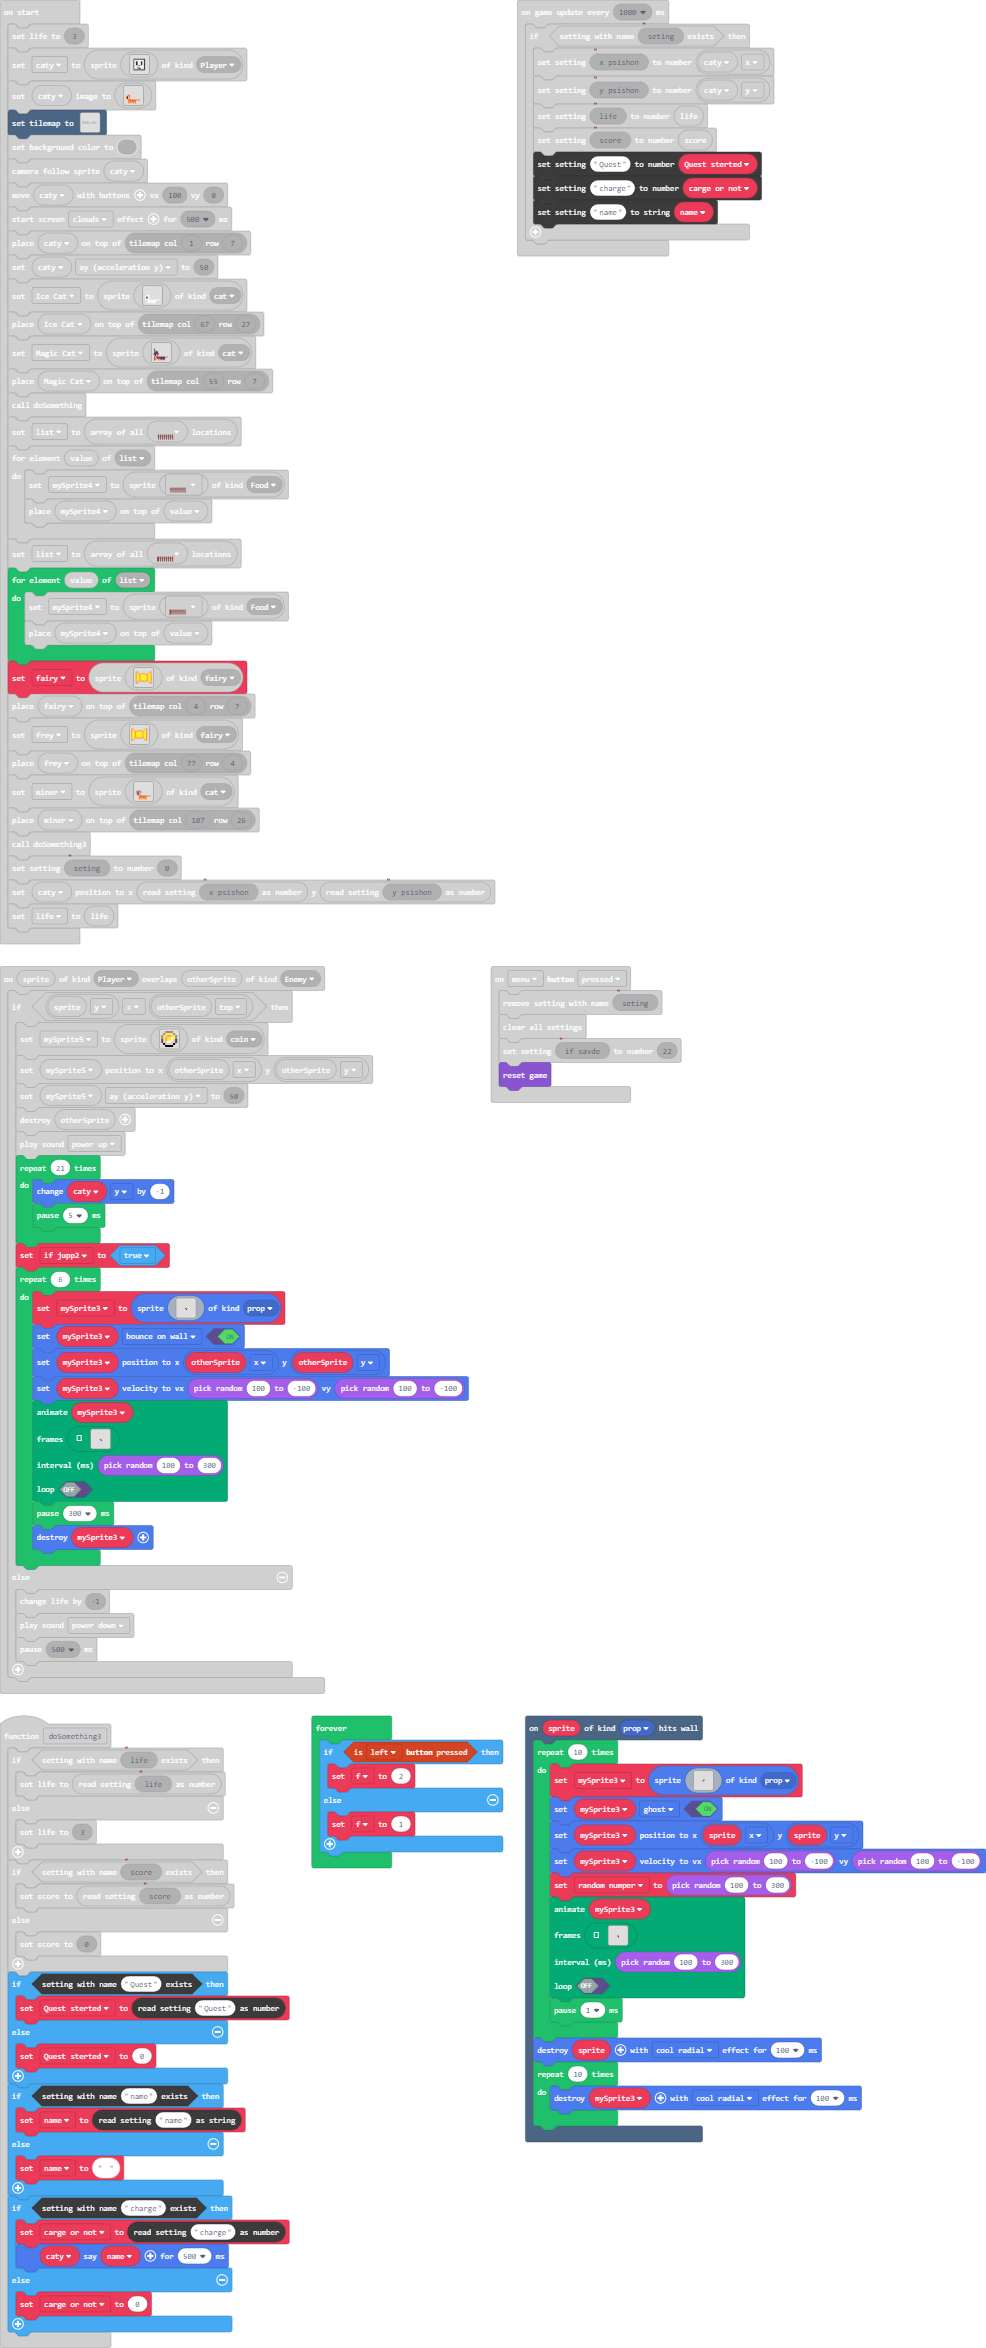 on start
set life to 3
set caty to sprite of kind Player
set caty image to
set tilemap to
set background color to
camera follow sprite caty
move caty with buttons vx 100 vy 0
start screen clouds effect for 500 ms
place caty on top of tilemap col 1 row 7
set caty ay (acceleration y) to 50
set Ice Cat to sprite of kind cat
place Ice Cat on top of tilemap col 67 row 27
set Magic Cat to sprite of kind cat
place Magic Cat on top of tilemap col 55 row 7
call doSomething
set list to array of all locations
for element value of list
do
set mySprite4 to sprite of kind Food
place mySprite4 on top of value
set list to array of all locations
for element value of list
do
set mySprite4 to sprite of kind Food
place mySprite4 on top of value
set fairy to sprite of kind fairy
place fairy on top of tilemap col 4 row 7
set frey to sprite of kind fairy
place frey on top of tilemap col 77 row 4
set miner to sprite of kind cat
place miner on top of tilemap col 107 row 26
call doSomething3
set setting "seting" to number 0
set caty position to x read setting "x psishon" as number y read setting "y psishon" as number
set life to life
on game update every 1000 ms
if setting with name "seting" exists then
set setting "x psishon" to number caty x
set setting "y psishon" to number caty y
set setting "life" to number life
set setting "score" to number score
set setting "Quest" to number Quest sterted
set setting "charge" to number carge or not
set setting "name" to string name
on sprite of kind Player overlaps otherSprite of kind Enemy
if sprite y < otherSprite top then
set mySprite5 to sprite of kind coin
set mySprite5 position to x otherSprite x y otherSprite y
set mySprite5 ay (acceleration y) to 50
destroy otherSprite
play sound power up
repeat 21 times
do
change caty y by -1
pause 5 ms
set if jupp2 to true
repeat 6 times
do
set mySprite3 to sprite of kind prop
set mySprite3 bounce on wall ON
set mySprite3 position to x otherSprite x y otherSprite y
set mySprite3 velocity to vx pick random 100 to -100 vy pick random 100 to -100
animate mySprite3
frames
interval (ms) pick random 100 to 300
loop OFF
pause 300 ms
destroy mySprite3
else
change life by -1
play sound power down
pause 500 ms
on menu button pressed
remove setting with name "seting"
clear all settings
set setting "if savde" to number 22
reset game
function doSomething3
if setting with name "life" exists then
set life to read setting "life" as number
else
set life to 3
if setting with name "score" exists then
set score to read setting "score" as number
else
set score to 0
if setting with name "Quest" exists then
set Quest sterted to read setting "Quest" as number
else
set Quest sterted to 0
if setting with name "name" exists then
set name to read setting "name" as string
else
set name to " "
if setting with name "charge" exists then
set carge or not to read setting "charge" as number
caty say name for 500 ms
else
set carge or not to 0
forever
if is left button pressed then
set f to 2
else
set f to 1
on sprite of kind prop hits wall
repeat 10 times
do
set mySprite3 to sprite of kind prop
set mySprite3 ghost ON
set mySprite3 position to x sprite x y sprite y
set mySprite3 velocity to vx pick random 100 to -100 vy pick random 100 to -100
set random numper to pick random 100 to 300
animate mySprite3
frames
interval (ms) pick random 100 to 300
loop OFF
pause 1 ms
destroy sprite with cool radial effect for 100 ms
repeat 10 times
do
destroy mySprite3 with cool radial effect for 100 ms